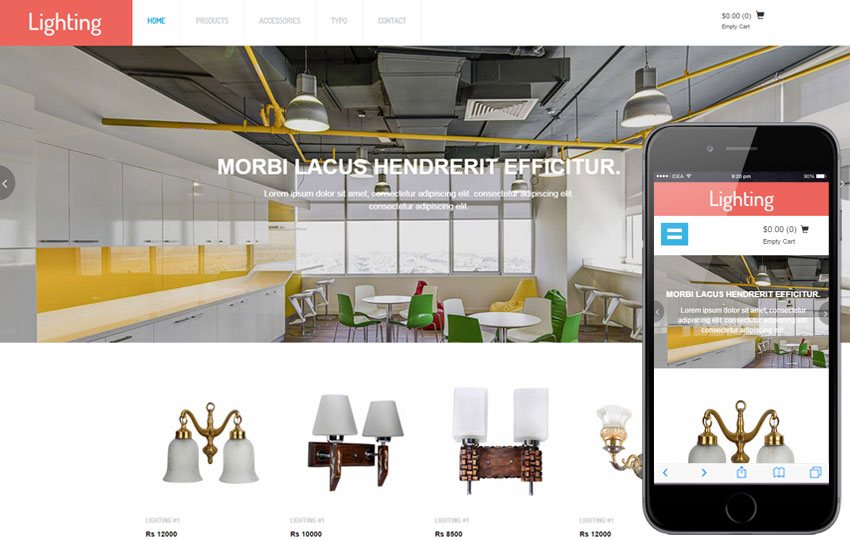 Lighting
HOME PRODUCTS ACCESSORIES TYPO CONTACT
$0.00 (0)
Empty Cart
MORBI LACUS HENDRERIT EFFICITUR.
Lorem ipsum dolor sit amet, consectetur adipiscing elit. consectetur adipiscing elit.
consectetur adipiscing elit.
LIGHTING #1
Rs 12000
LIGHTING #1
Rs 10000
LIGHTING #1
Rs 8500
LIGHTING #1
Rs 12000
IDEA 9:20 pm 90%
Lighting
$0.00 (0)
Empty Cart
MORBI LACUS HENDRERIT EFFICITUR.
Lorem ipsum dolor sit amet, consectetur
adipiscing elit. consectetur adipiscing elit.
consectetur adipiscing elit.